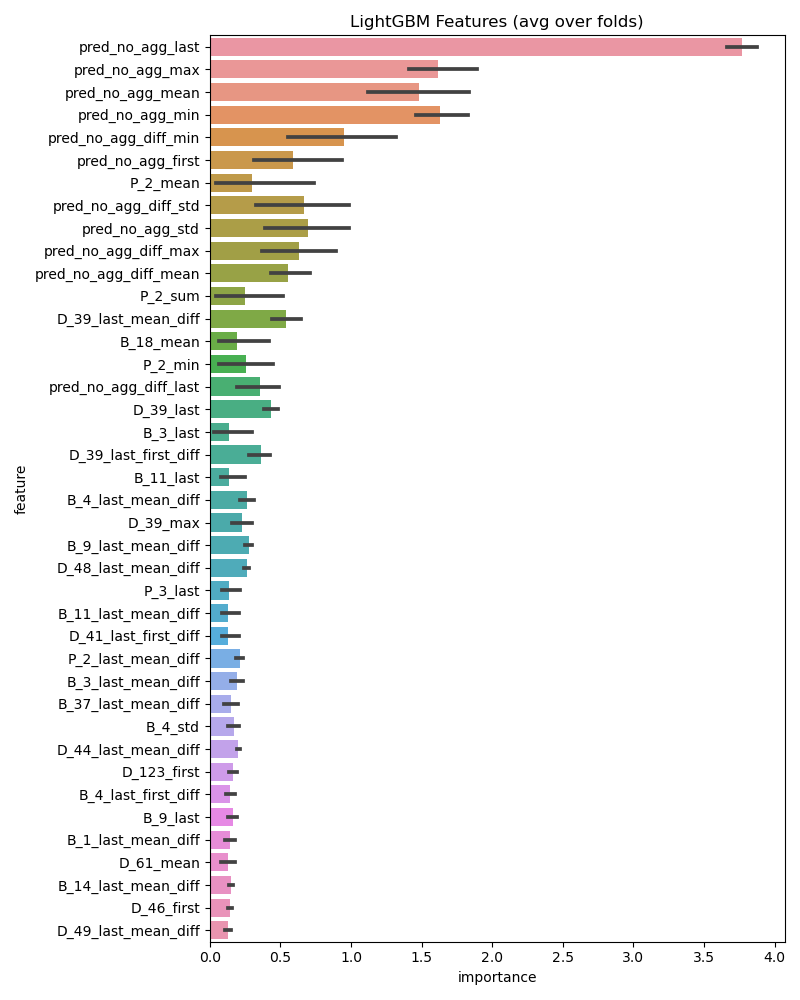 LightGBM Features (avg over folds)
pred_no_agg_last
pred_no_agg_max
pred_no_agg_mean
pred_no_agg_min
pred_no_agg_diff_min
pred_no_agg_first
P_2_mean
pred_no_agg_diff_std
pred_no_agg_std
pred_no_agg_diff_max
pred_no_agg_diff_mean
P_2_sum
D_39_last_mean_diff
B_18_mean
P_2_min
pred_no_agg_diff_last
D_39_last
B_3_last
D_39_last_first_diff
B_11_last
B_4_last_mean_diff
D_39_max
B_9_last_mean_diff
D_48_last_mean_diff
P_3_last
B_11_last_mean_diff
D_41_last_first_diff
P_2_last_mean_diff
B_3_last_mean_diff
B_37_last_mean_diff
B_4_std
D_44_last_mean_diff
D_123_first
B_4_last_first_diff
B_9_last
B_1_last_mean_diff
D_61_mean
B_14_last_mean_diff
D_46_first
D_49_last_mean_diff
feature
0.0 0.5 1.0 1.5 2.0 2.5 3.0 3.5 4.0
importance